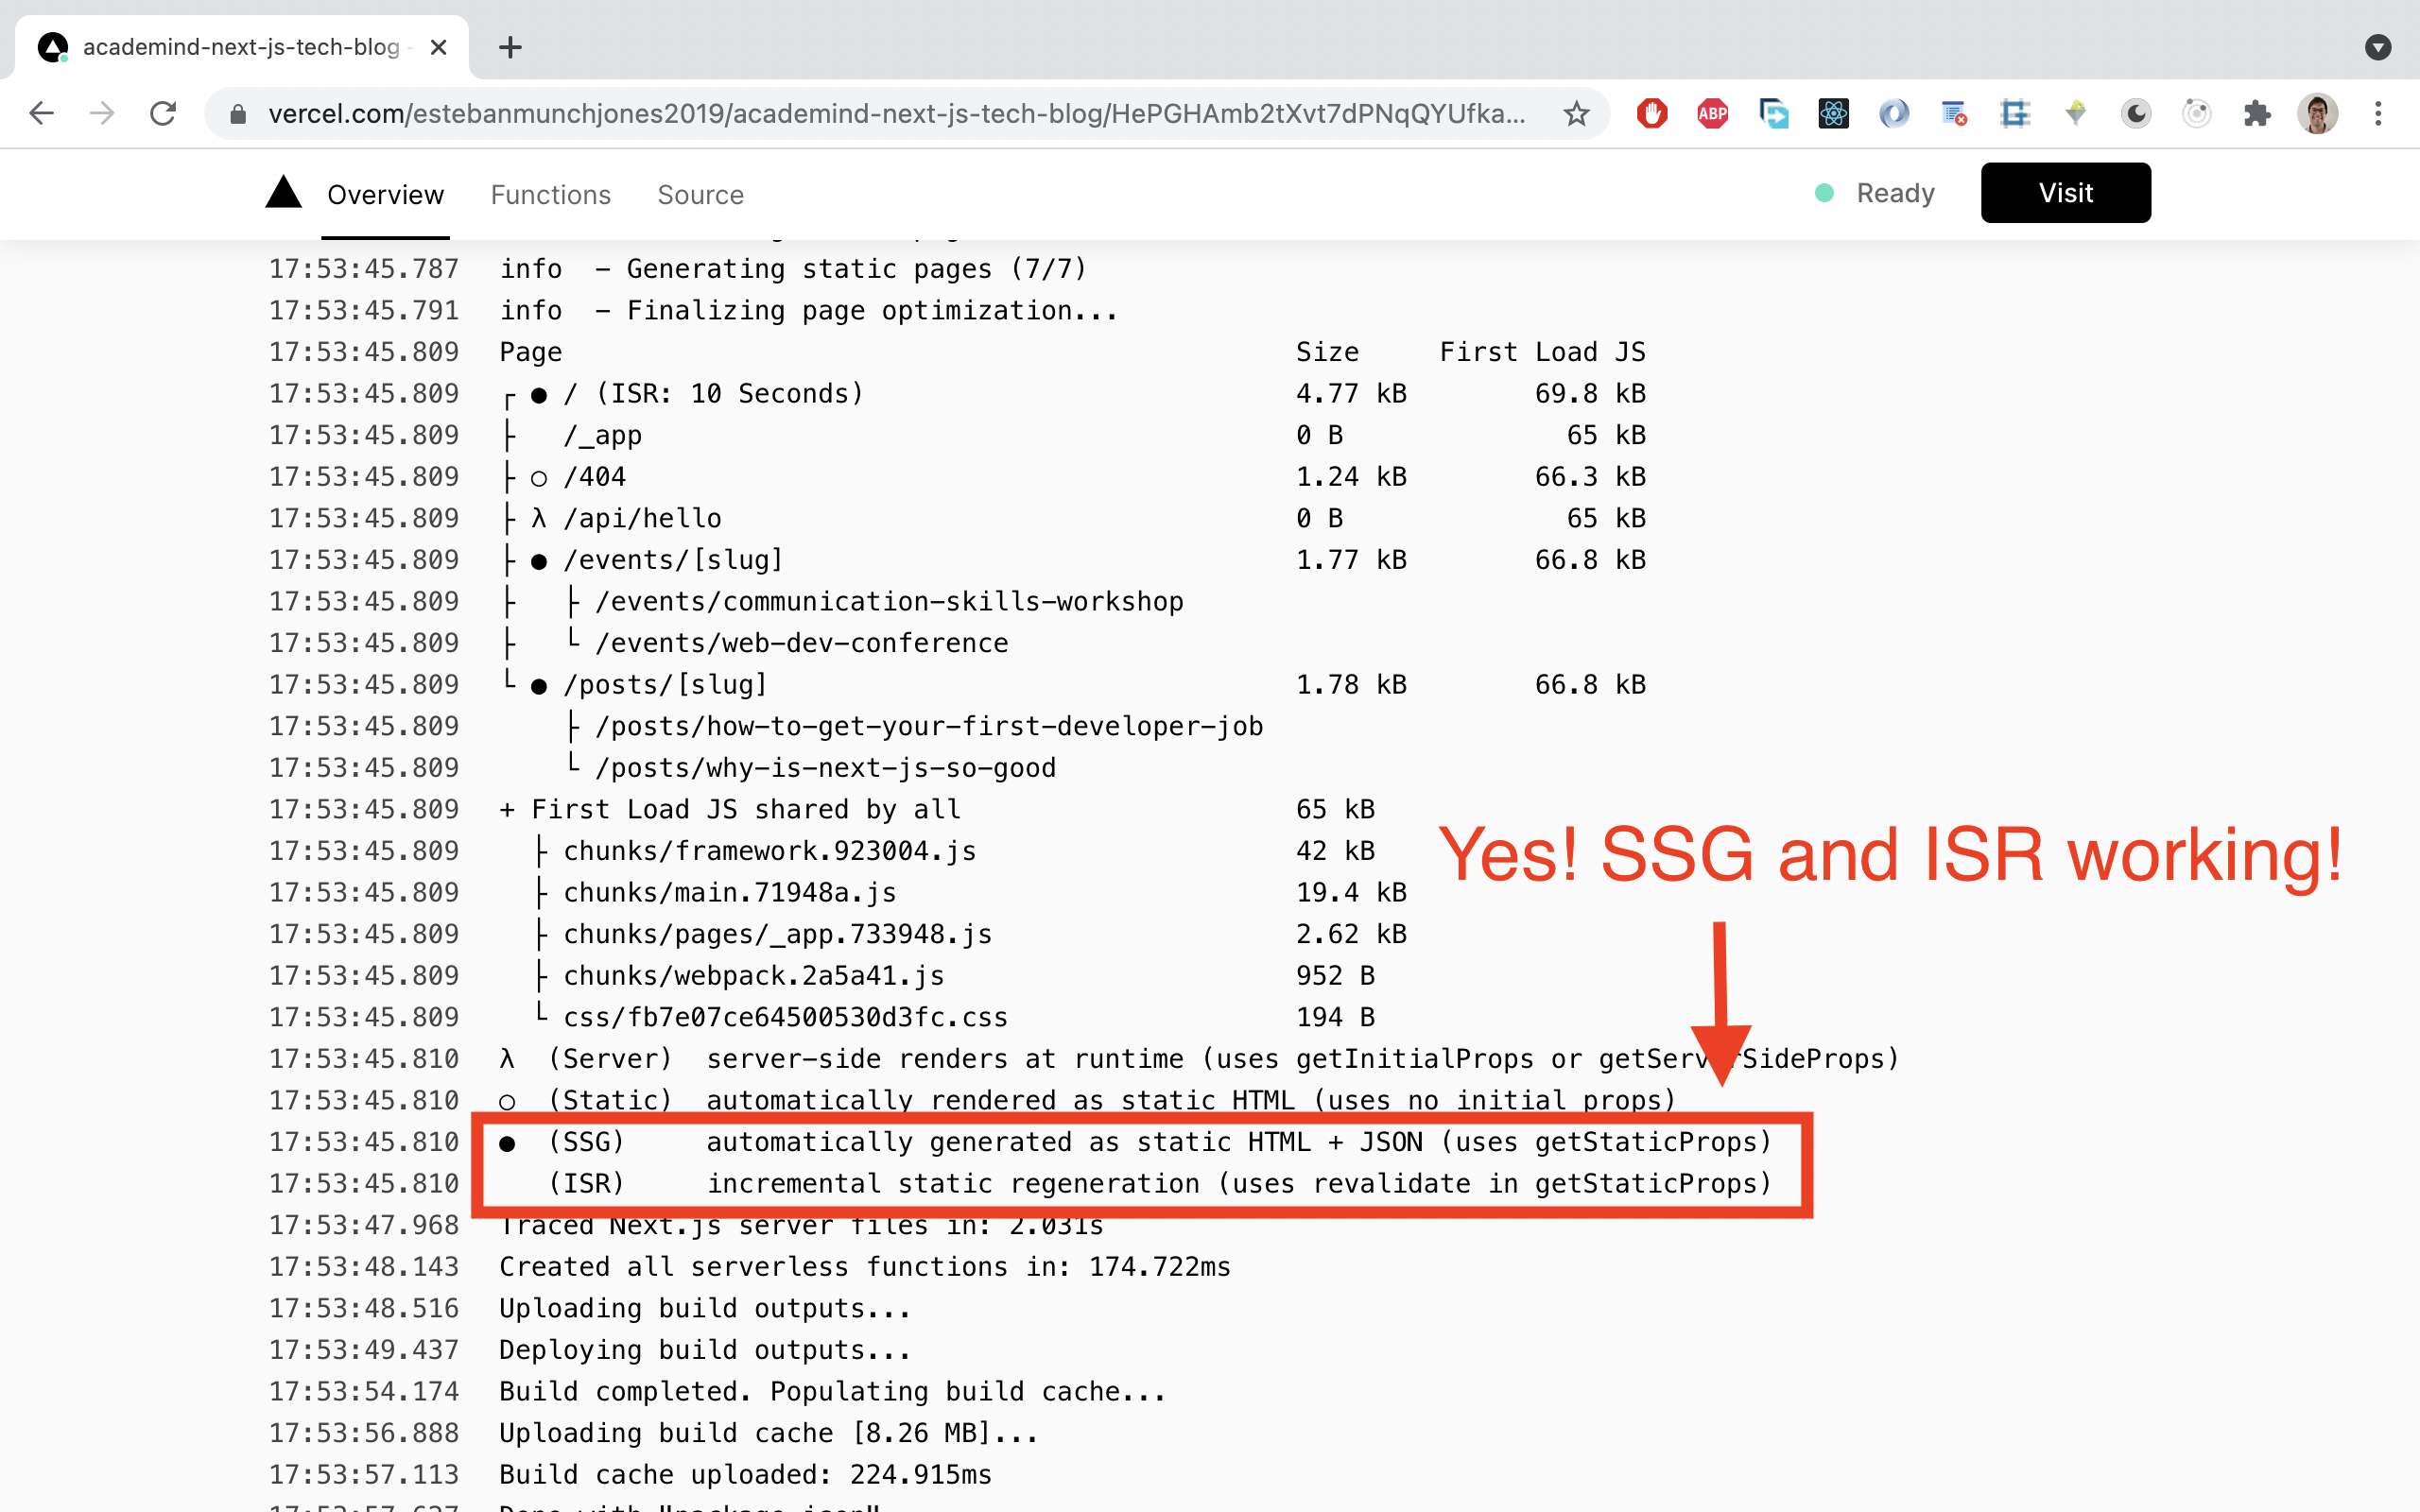 academind-next-js-tech-blog -
vercel.com/estebanmunchjones2019/academind-next-js-tech-blog/HePGHAmb2tXvt7dPNqQYUfka...
ABP
Overview Functions Source Ready Visit
17:53:45.787 info - Generating static pages (7/7)
17:53:45.791 info - Finalizing page optimization...
17:53:45.809 Page Size First Load JS
17:53:45.809 ┌ ● / (ISR: 10 Seconds) 4.77 kB 69.8 kB
17:53:45.809 ├ /_app 0 B 65 kB
17:53:45.809 ├ ○ /404 1.24 kB 66.3 kB
17:53:45.809 ├ λ /api/hello 0 B 65 kB
17:53:45.809 ├ ● /events/[slug] 1.77 kB 66.8 kB
17:53:45.809 ├ ├ /events/communication-skills-workshop
17:53:45.809 ├ └ /events/web-dev-conference
17:53:45.809 └ ● /posts/[slug] 1.78 kB 66.8 kB
17:53:45.809 ├ /posts/how-to-get-your-first-developer-job
17:53:45.809 └ /posts/why-is-next-js-so-good
17:53:45.809 + First Load JS shared by all 65 kB
17:53:45.809 ├ chunks/framework.923004.js 42 kB
Yes! SSG and ISR working!
17:53:45.809 ├ chunks/main.71948a.js 19.4 kB
17:53:45.809 ├ chunks/pages/_app.733948.js 2.62 kB
17:53:45.809 ├ chunks/webpack.2a5a41.js 952 B
17:53:45.809 └ css/fb7e07ce64500530d3fc.css 194 B
17:53:45.810 λ (Server) server-side renders at runtime (uses getInitialProps or getServerSideProps)
17:53:45.810 ○ (Static) automatically rendered as static HTML (uses no initial props)
17:53:45.810 ● (SSG) automatically generated as static HTML + JSON (uses getStaticProps)
17:53:45.810 (ISR) incremental static regeneration (uses revalidate in getStaticProps)
17:53:47.968 Traced Next.js server files in: 2.031s
17:53:48.143 Created all serverless functions in: 174.722ms
17:53:48.516 Uploading build outputs...
17:53:49.437 Deploying build outputs...
17:53:54.174 Build completed. Populating build cache...
17:53:56.888 Uploading build cache [8.26 MB]...
17:53:57.113 Build cache uploaded: 224.915ms
17:53:57.627 Done with "package.json"